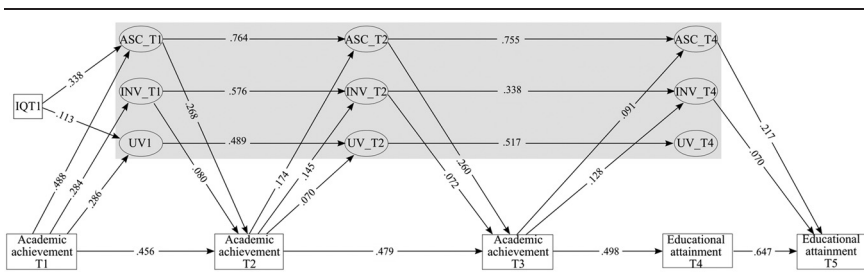 ASC_T1
.764
ASC_T2
.755
ASC_T4
.338
.268
IQT1
INV_T1
.576
INV_T2
.338
INV_T4
.091
.217
.113
UV1
.489
UV_T2
.517
UV_T4
.488
.284
.286
.080
.174
.145
.070
.072
.260
.128
.070
Academic
achievement
T1
.456
Academic
achievement
T2
.479
Academic
achievement
T3
.498
Educational
attainment
T4
.647
Educational
attainment
T5